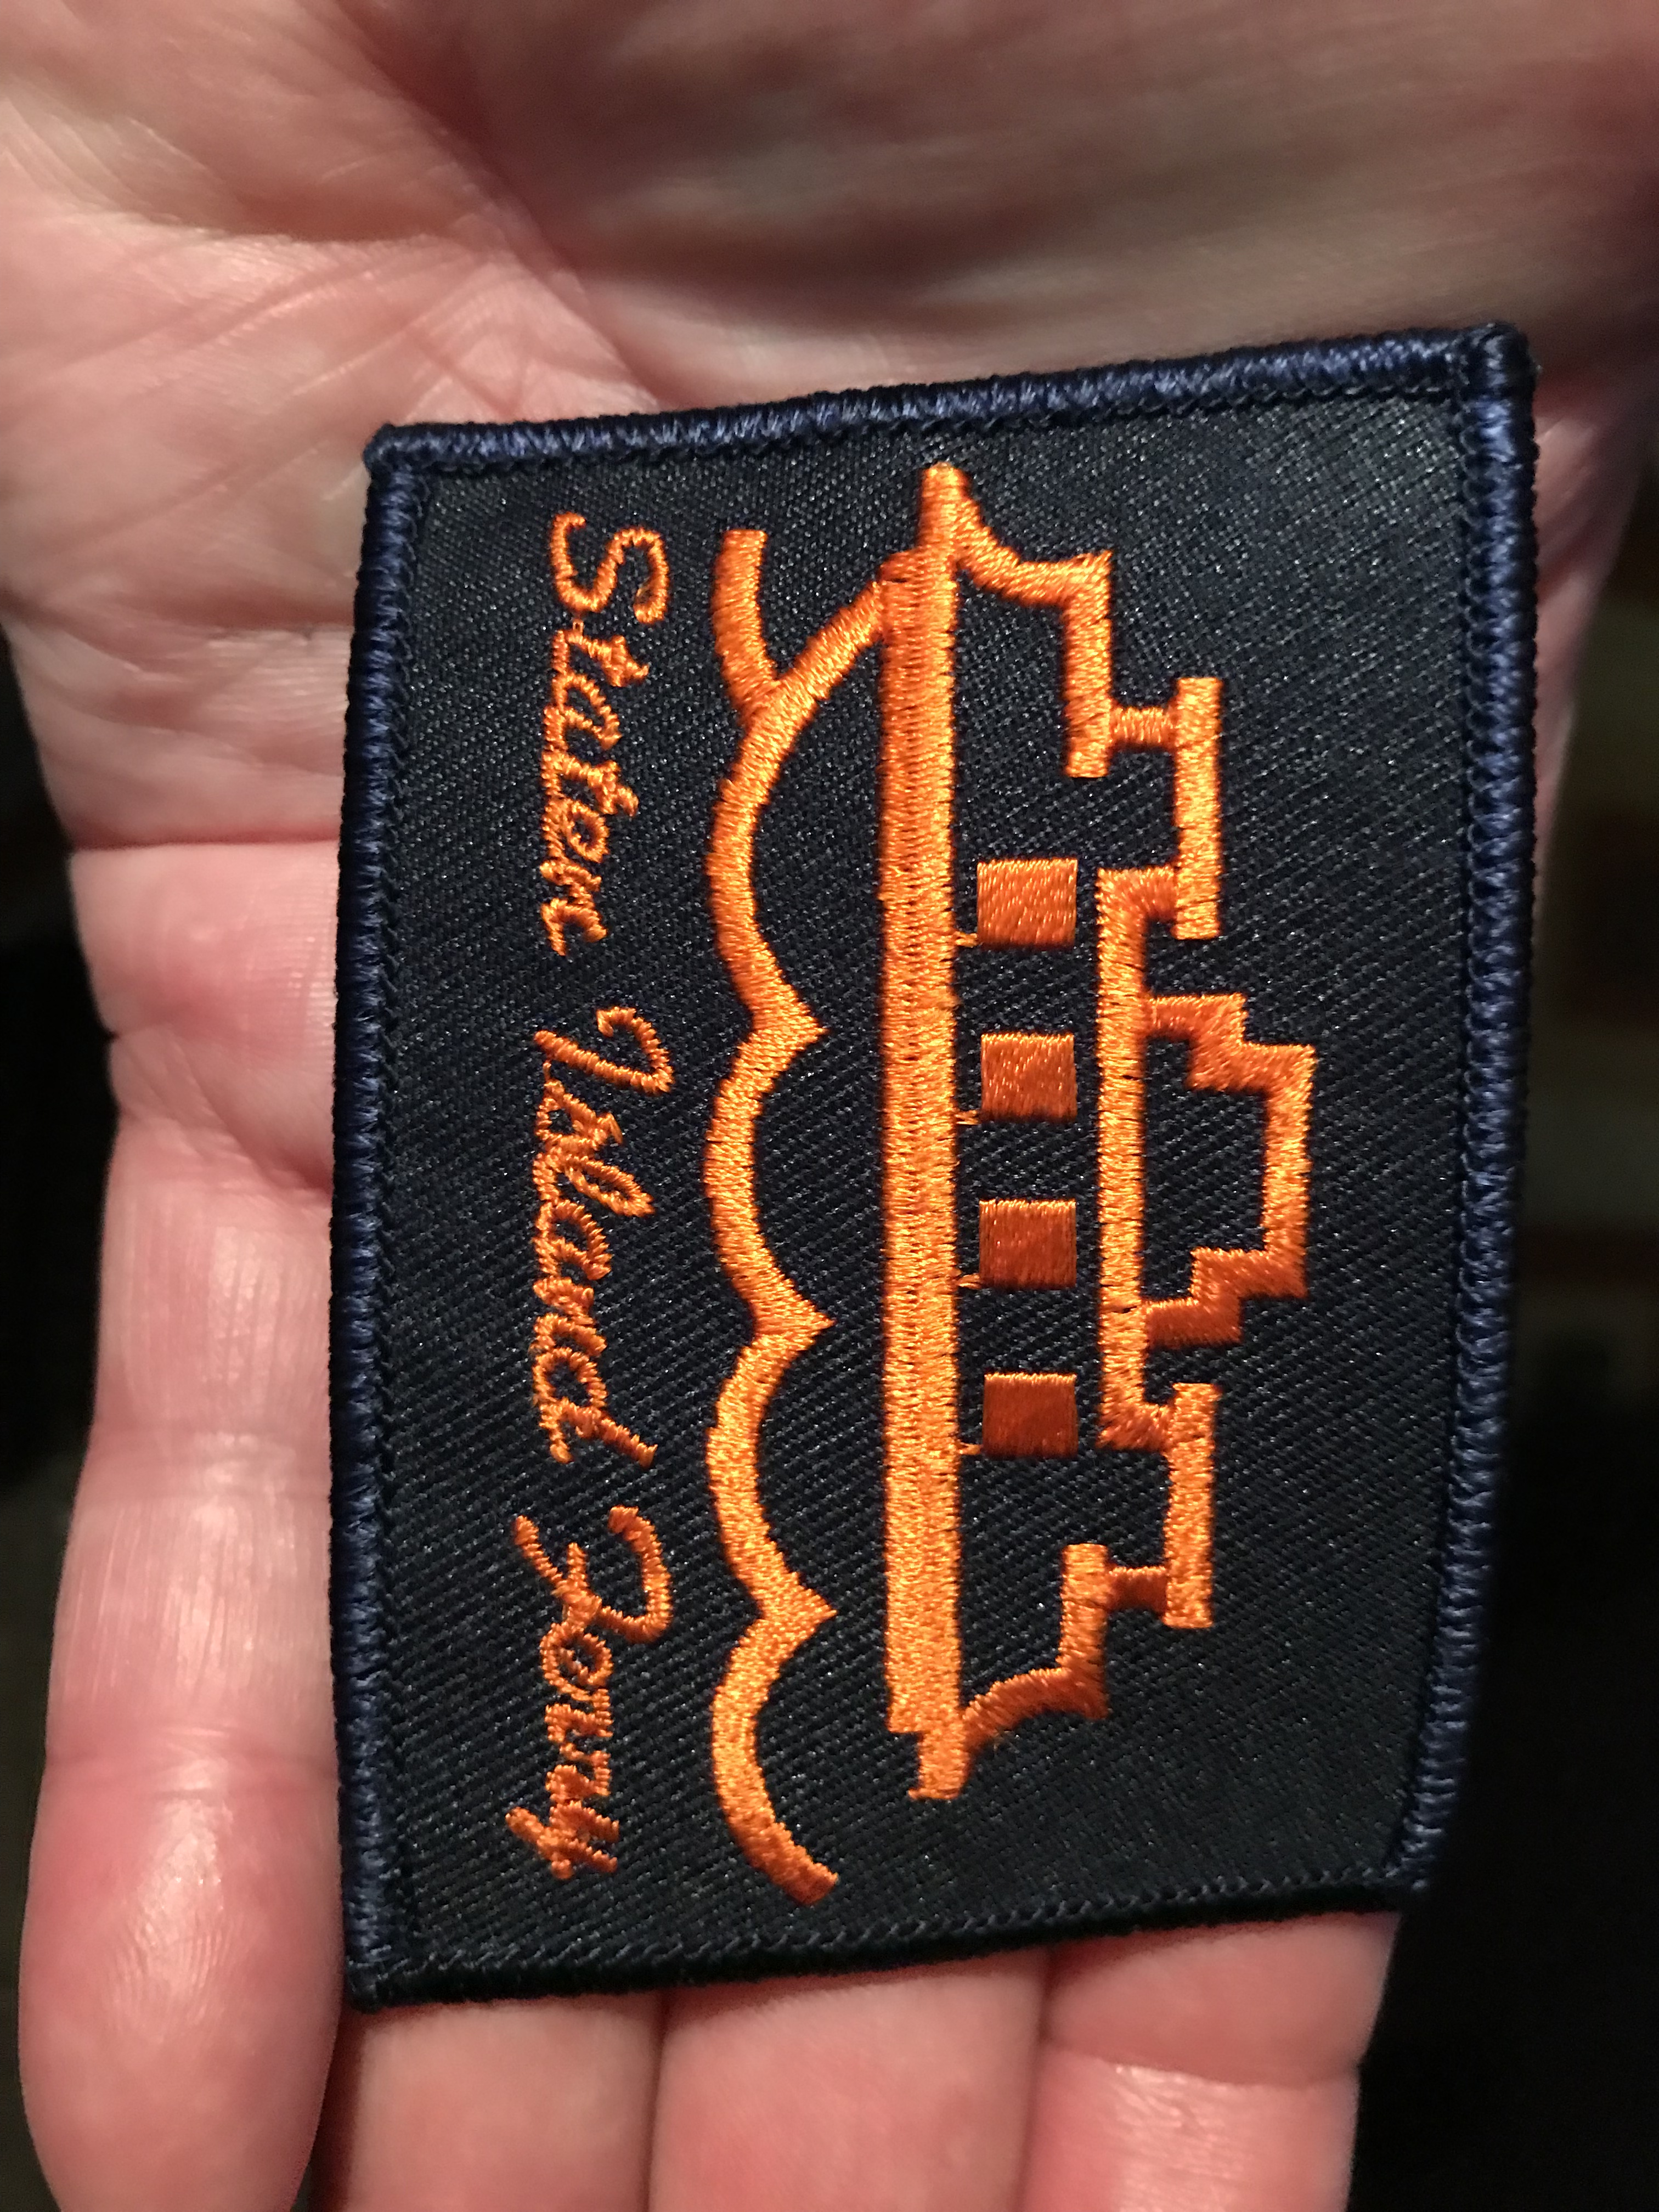 Staten Island Ferry